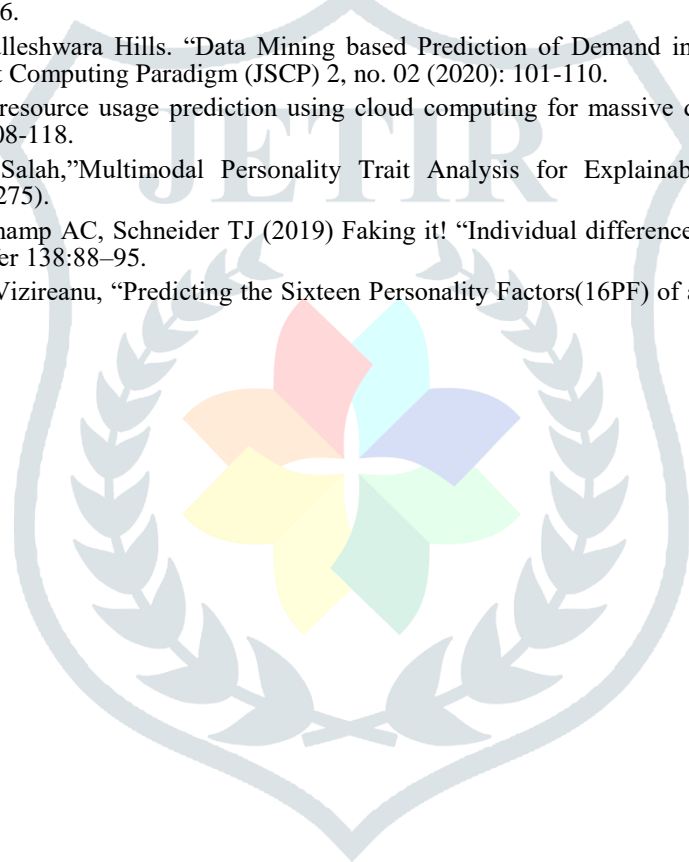 6.
alleshwara Hills. “Data Mining based Prediction of Demand in
t Computing Paradigm (JSCP) 2, no. 02 (2020): 101-110.
resource usage prediction using cloud computing for massive
08-118.
Salah,”Multimodal Personality Trait Analysis for Explainab
275).
hamp AC, Schneider TJ (2019) Faking it! “Individual difference
er 138:88–95.
Vizireanu, “Predicting the Sixteen Personality Factors(16PF) of a
JETIR